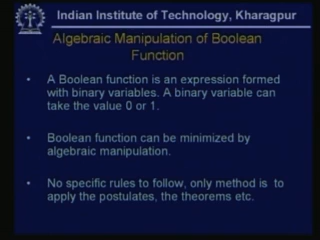 Indian Institute of Technology, Kharagpur
Algebraic Manipulation of Boolean
Function
• A Boolean function is an expression formed
with binary variables. A binary variable can
take the value 0 or 1.
• Boolean function can be minimized by
algebraic manipulation.
• No specific rules to follow, only method is to
apply the postulates, the theorems etc.